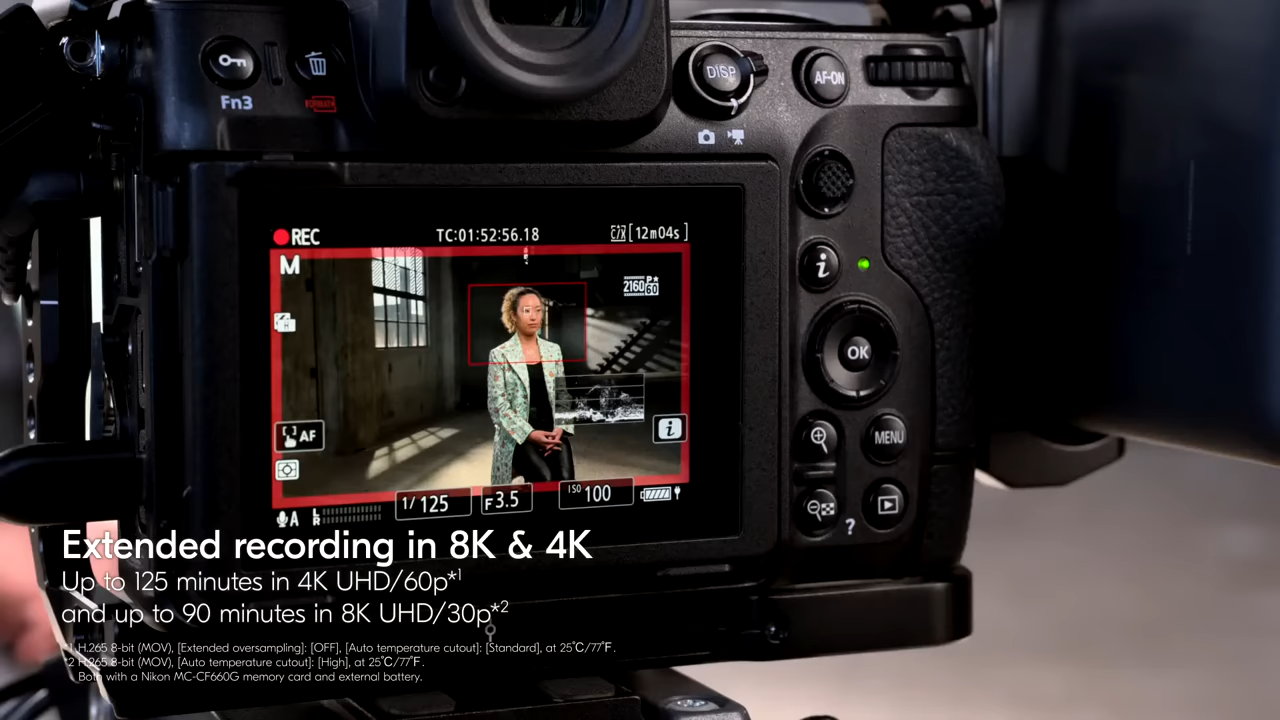 DISP
AF-ON
Fn3
FORMAT
REC
TC:01:52:56.18
[12m04s]
M
2160 P★ 60
i
OK
AF
i
MENU
1/125
F3.5
ISO 100
A L R
?
Extended recording in 8K & 4K
Up to 125 minutes in 4K UHD/60p*1
and up to 90 minutes in 8K UHD/30p*2
*1 H.265 8-bit (MOV), [Extended oversampling]: [OFF], [Auto temperature cutout]: [Standard], at 25℃/77℉.
*2 H.265 8-bit (MOV), [Auto temperature cutout]: [High], at 25℃/77℉.
Both with a Nikon MC-CF660G memory card and external battery.